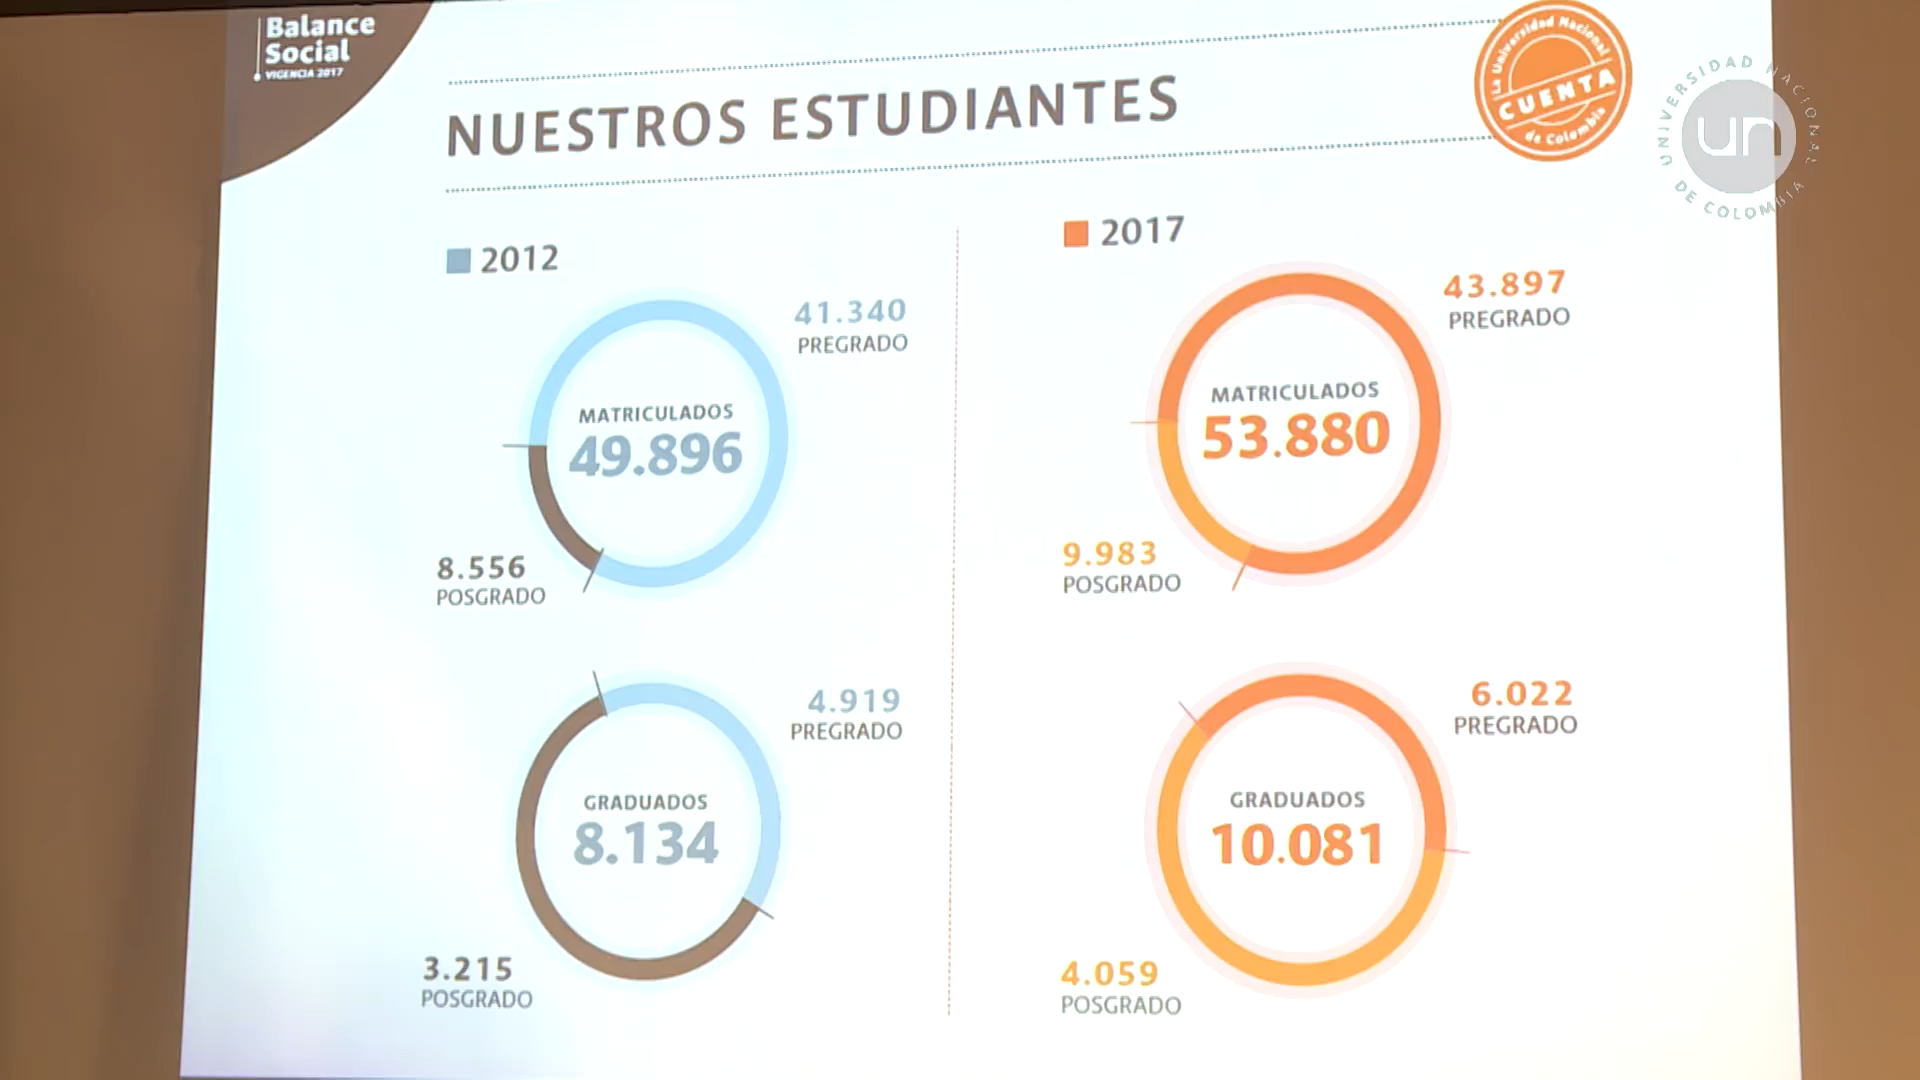 Balance
Social
VIGENCIA 2017
NUESTROS ESTUDIANTES
La Universidad Nacional
CUENTA
de Colombia
UNIVERSIDAD NACIONAL
un
DE COLOMBIA
2012
41.340
PREGRADO
MATRICULADOS
49.896
8.556
POSGRADO
4.919
PREGRADO
GRADUADOS
8.134
3.215
POSGRADO
2017
43.897
PREGRADO
MATRICULADOS
53.880
9.983
POSGRADO
6.022
PREGRADO
GRADUADOS
10.081
4.059
POSGRADO